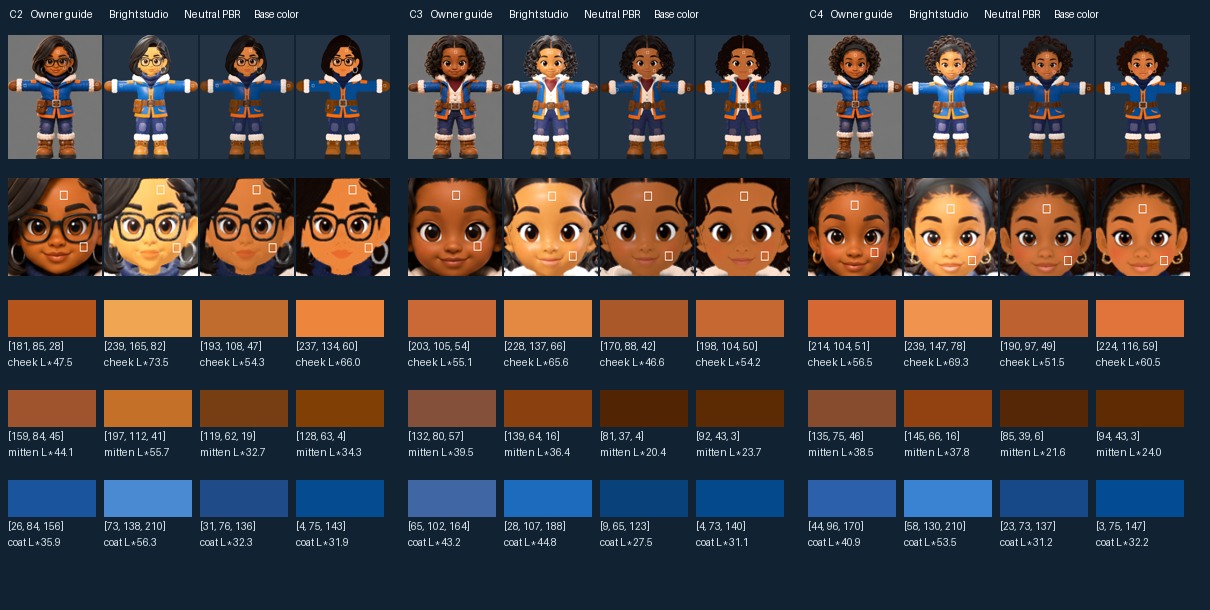 C2 Owner guide Bright studio Neutral PBR Base color
C3 Owner guide Bright studio Neutral PBR Base color
C4 Owner guide Bright studio Neutral PBR Base color
[181, 85, 28] [239, 165, 82] [193, 108, 47] [237, 134, 60]
cheek L*47.5 cheek L*73.5 cheek L*54.3 cheek L*66.0
[203, 105, 54] [228, 137, 66] [170, 88, 42] [198, 104, 50]
cheek L*55.1 cheek L*65.6 cheek L*46.6 cheek L*54.2
[214, 104, 51] [239, 147, 78] [190, 97, 49] [224, 116, 59]
cheek L*56.5 cheek L*69.3 cheek L*51.5 cheek L*60.5
[159, 84, 45] [197, 112, 41] [119, 62, 19] [128, 63, 4]
mitten L*44.1 mitten L*55.7 mitten L*32.7 mitten L*34.3
[132, 80, 57] [139, 64, 16] [81, 37, 4] [92, 43, 3]
mitten L*39.5 mitten L*36.4 mitten L*20.4 mitten L*23.7
[135, 75, 46] [145, 66, 16] [85, 39, 6] [94, 43, 3]
mitten L*38.5 mitten L*37.8 mitten L*21.6 mitten L*24.0
[26, 84, 156] [73, 138, 210] [31, 76, 136] [4, 75, 143]
coat L*35.9 coat L*56.3 coat L*32.3 coat L*31.9
[65, 102, 164] [28, 107, 188] [9, 65, 123] [4, 73, 140]
coat L*43.2 coat L*44.8 coat L*27.5 coat L*31.1
[44, 96, 170] [58, 130, 210] [23, 73, 137] [3, 75, 147]
coat L*40.9 coat L*53.5 coat L*31.2 coat L*32.2